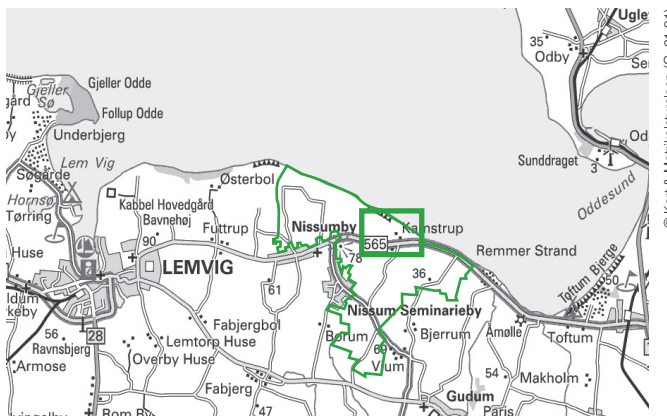 Ugle
35
Odby
Gjeller Odde
Gjeller
Sø
Follup Odde
Underbjerg
Sunddraget
3
Lem Vig
Søgårde
Østerbol
Oddesund
Hornsø
Kabbel Hovedgård
Tørring
Bavnehøj
Futtrup
Nissumby
Kamstrup
90
565
Remmer Strand
Huse
78
LEMVIG
36
61
Toftum Bjerge
50
Nissum Seminarieby
Fabjergbol
56
28
Lemtorp Huse
Borum
Bjerrum
Åmølle
Toftum
Ravnsbjerg
Overby Huse
69
Armose
Vium
54
Makholm
Fabjerg
Gudum
47
Rom By